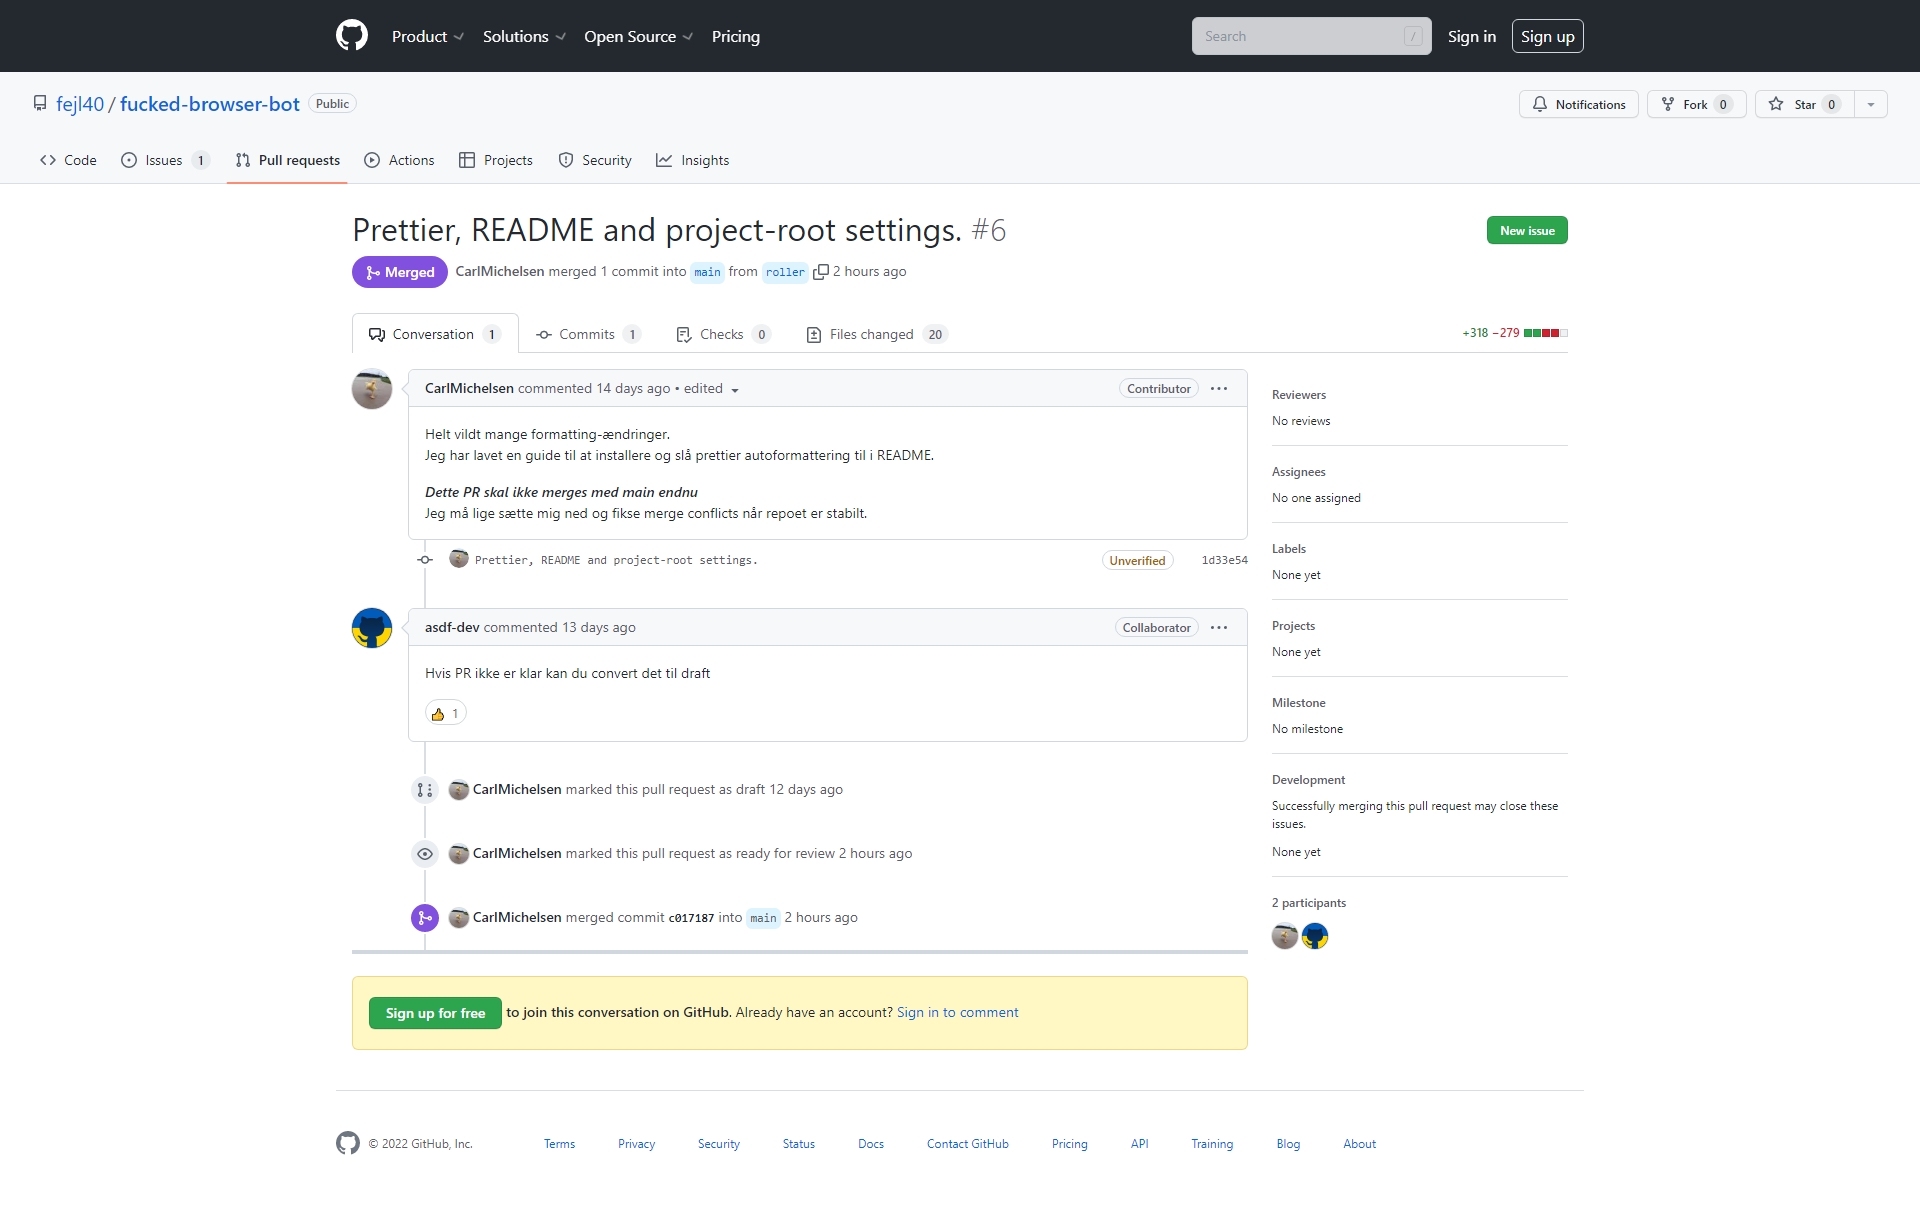 Product Solutions Open Source Pricing Search / Sign in Sign up
fejl40 / fucked-browser-bot Public Notifications Fork 0 Star 0
Code Issues 1 Pull requests Actions Projects Security Insights
Prettier, README and project-root settings. #6 New issue
Merged CarlMichelsen merged 1 commit into main from roller 2 hours ago
Conversation 1 Commits 1 Checks 0 Files changed 20 +318 −279
CarlMichelsen commented 14 days ago • edited Contributor
Helt vildt mange formatting-ændringer.
Jeg har lavet en guide til at installere og slå prettier autoformattering til i README.
Dette PR skal ikke merges med main endnu
Jeg må lige sætte mig ned og fikse merge conflicts når repoet er stabilt.
Prettier, README and project-root settings. Unverified 1d33e54
asdf-dev commented 13 days ago Collaborator
Hvis PR ikke er klar kan du convert det til draft
1
CarlMichelsen marked this pull request as draft 12 days ago
CarlMichelsen marked this pull request as ready for review 2 hours ago
CarlMichelsen merged commit c017187 into main 2 hours ago
Reviewers
No reviews
Assignees
No one assigned
Labels
None yet
Projects
None yet
Milestone
No milestone
Development
Successfully merging this pull request may close these
issues.
None yet
2 participants
Sign up for free to join this conversation on GitHub. Already have an account? Sign in to comment
© 2022 GitHub, Inc. Terms Privacy Security Status Docs Contact GitHub Pricing API Training Blog About